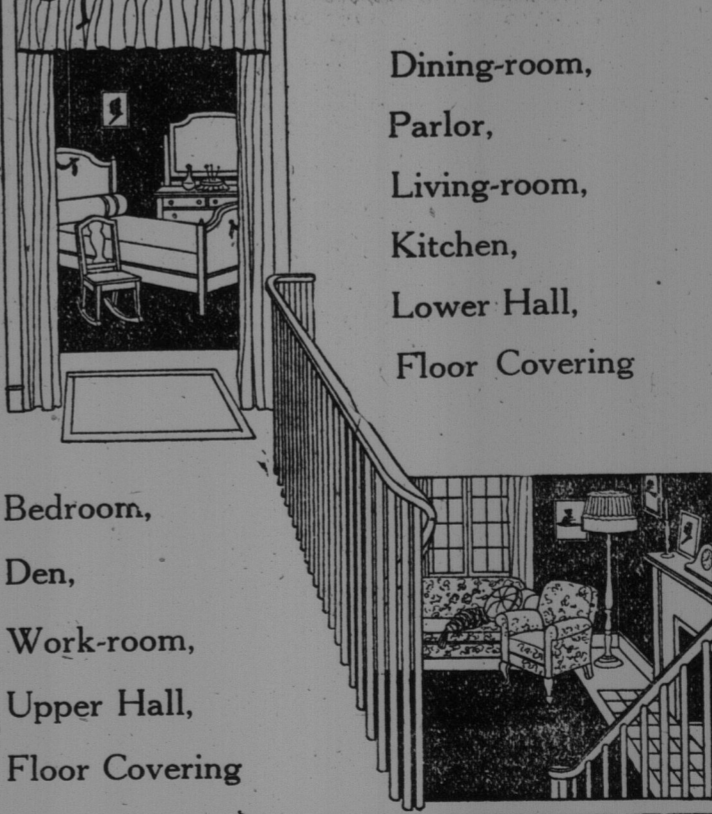 Dining-room,
Parlor,
Living-room,
Kitchen,
Lower Hall,
Floor Covering
Bedroom,
Den,
Work-room,
Upper Hall,
Floor Covering